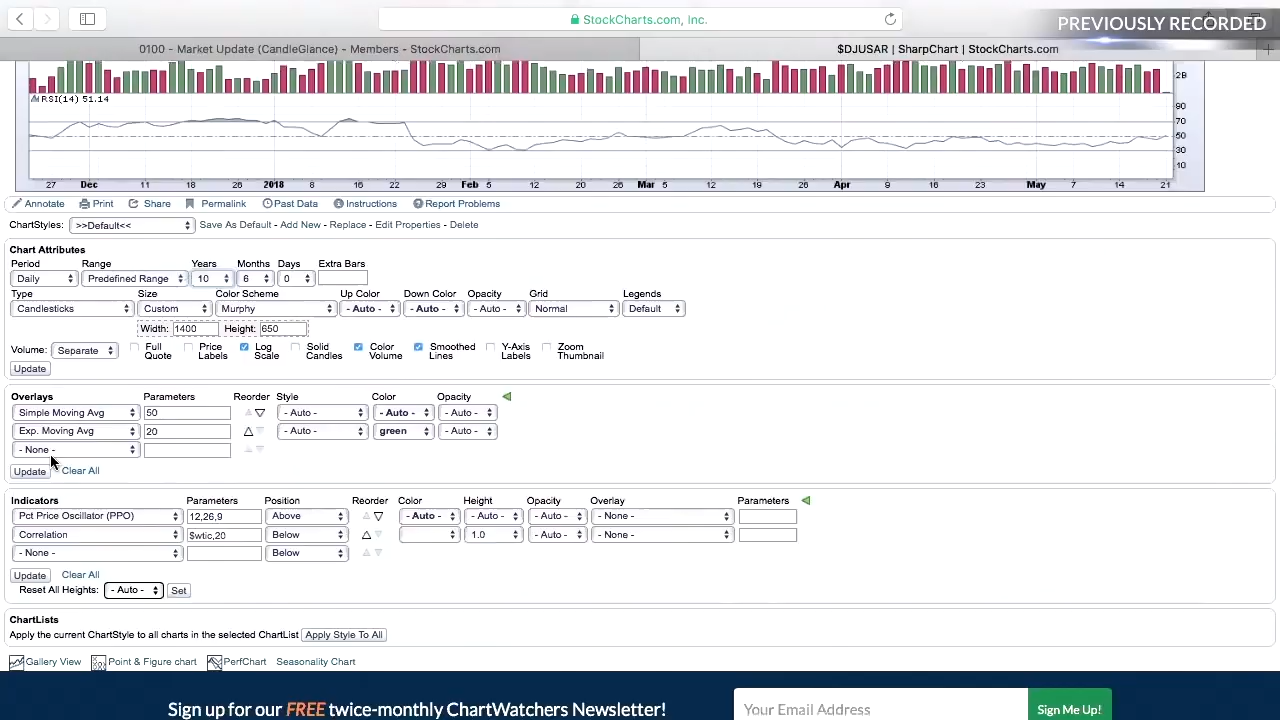 StockCharts.com, Inc.
PREVIOUSLY RECORDED
0100 - Market Update (CandleGlance) - Members - StockCharts.com
$DJUSAR | SharpChart | StockCharts.com
2B
RSI(14) 51.14
90
70
50
30
10
27 Dec 11 18 26 2018 8 16 22 29 Feb 5 12 20 26 Mar 5 12 19 26 Apr 9 16 23 May 7 14 21
Annotate Print Share Permalink Past Data Instructions Report Problems
ChartStyles: >>Default<< Save As Default - Add New - Replace - Edit Properties - Delete
Chart Attributes
Period Range Years Months Days Extra Bars
Daily Predefined Range 10 6 0
Type Size Color Scheme Up Color Down Color Opacity Grid Legends
Candlesticks Custom Murphy - Auto - - Auto - - Auto - Normal Default
Width: 1400 Height: 650
Volume: Separate Full Quote Price Labels Log Scale Solid Candles Color Volume Smoothed Lines Y-Axis Labels Zoom Thumbnail
Update
Overlays Parameters Reorder Style Color Opacity
Simple Moving Avg 50 - Auto - - Auto - - Auto -
Exp. Moving Avg 20 - Auto - green - Auto -
- None -
Update Clear All
Indicators Parameters Position Reorder Color Height Opacity Overlay Parameters
Pct Price Oscillator (PPO) 12,26,9 Above - Auto - - Auto - - Auto - - None -
Correlation $wtic,20 Below 1.0 - Auto - - None -
- None - Below
Update Clear All
Reset All Heights: - Auto - Set
ChartLists
Apply the current ChartStyle to all charts in the selected ChartList Apply Style To All
Gallery View Point & Figure chart PerfChart Seasonality Chart
Sign up for our FREE twice-monthly ChartWatchers Newsletter! Your Email Address Sign Me Up!